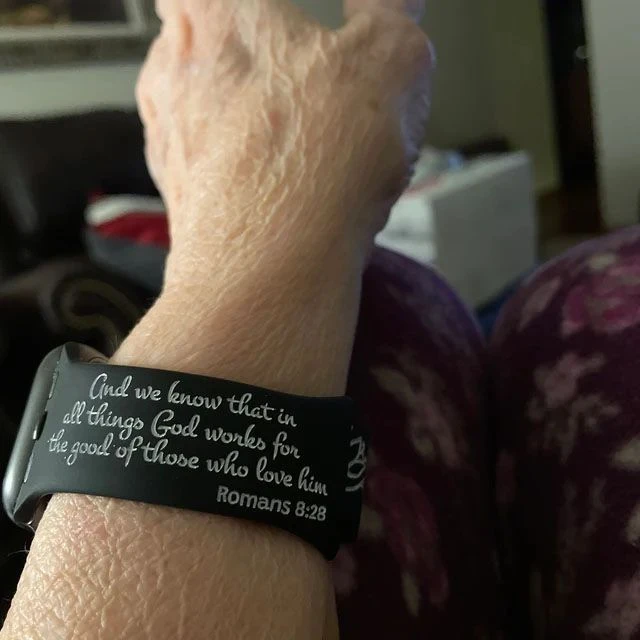 And we know that in
all things God works for
the good of those who love him
Romans 8:28